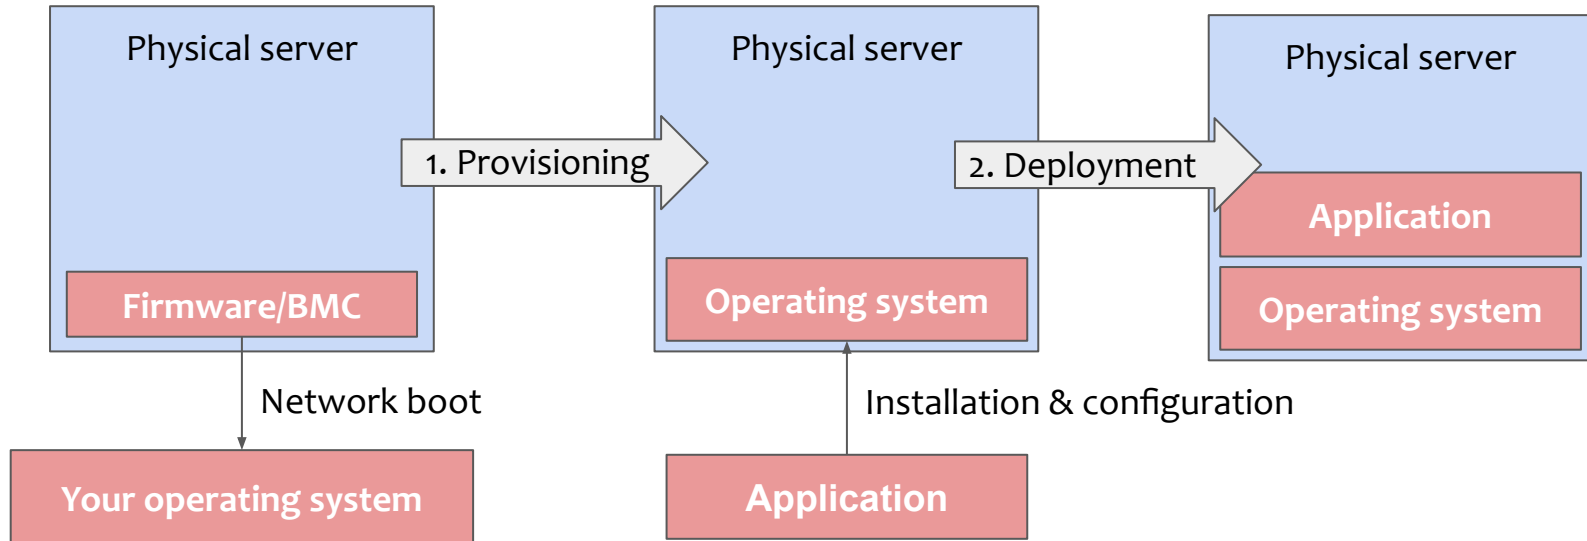 Physical server
Physical server
Physical server
1. Provisioning
2. Deployment
Application
Firmware/BMC
Operating system
Operating system
Network boot
Installation & configuration
Your operating system
Application